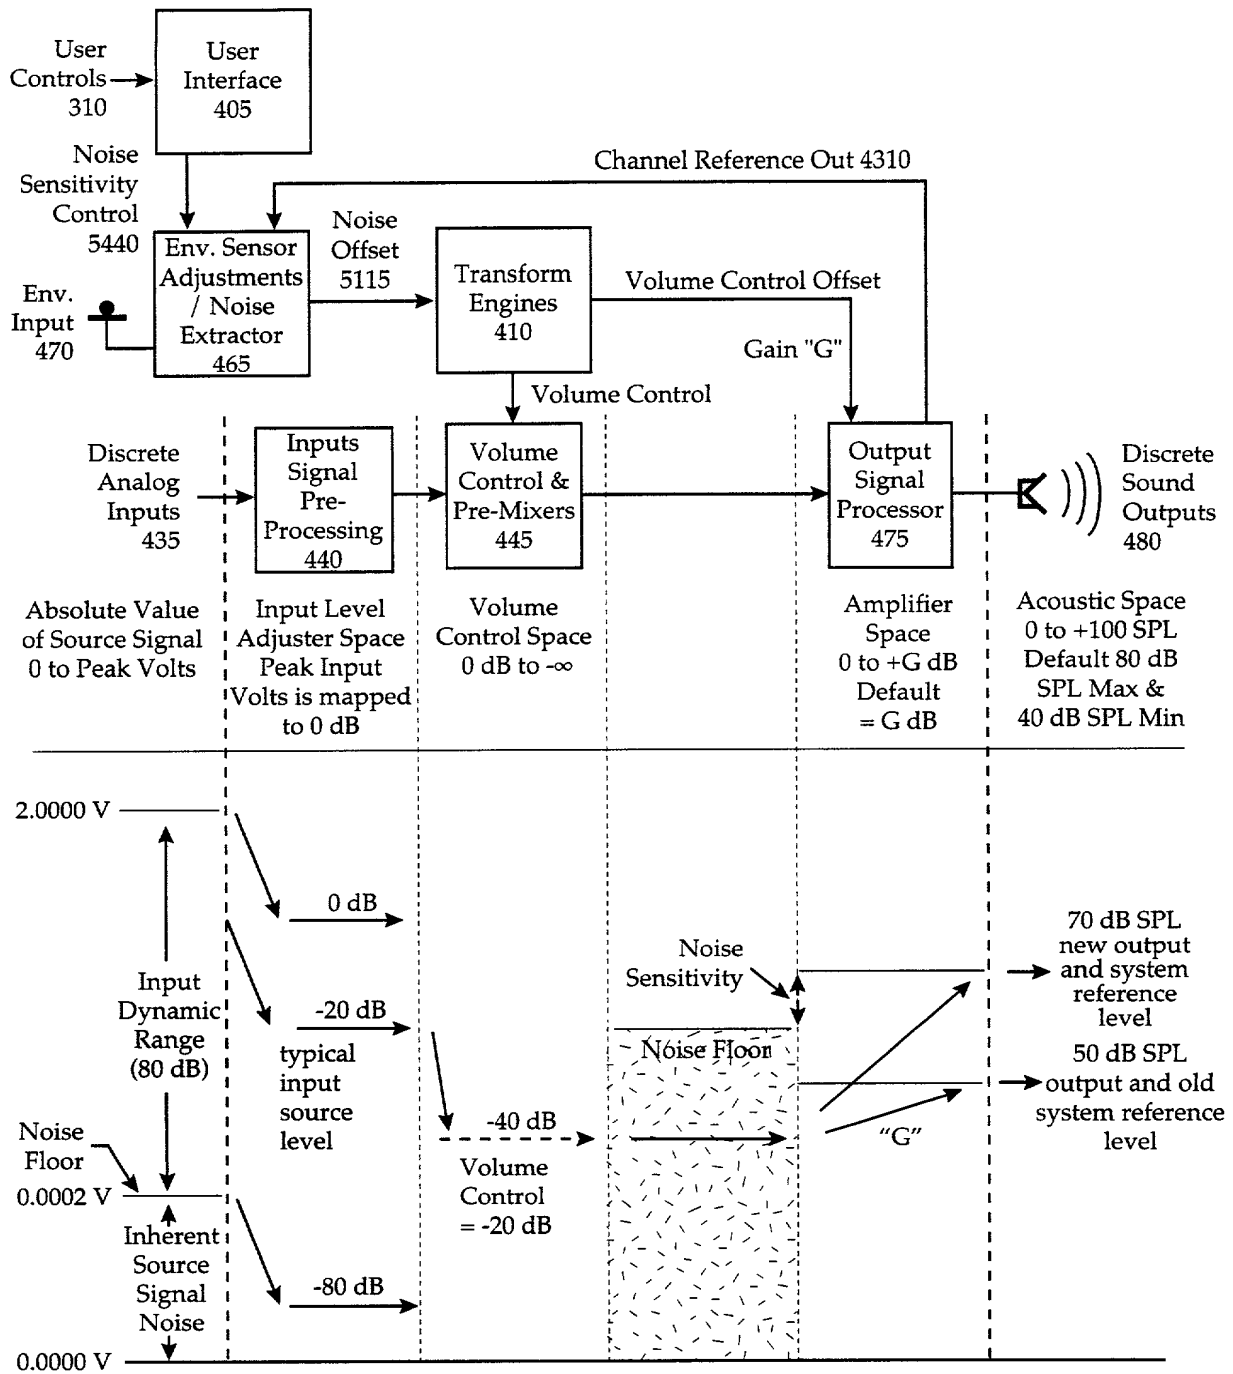 User
Controls
310
User
Interface
405
Noise
Sensitivity
Control
5440
Channel Reference Out 4310
Env. Sensor
Adjustments
/ Noise
Extractor
465
Noise
Offset
5115
Transform
Engines
410
Volume Control Offset
Gain "G"
Env.
Input
470
Volume Control
Discrete
Analog
Inputs
435
Inputs
Signal
Pre-
Processing
440
Volume
Control &
Pre-Mixers
445
Output
Signal
Processor
475
Discrete
Sound
Outputs
480
Absolute Value
of Source Signal
0 to Peak Volts
Input Level
Adjuster Space
Peak Input
Volts is mapped
to 0 dB
Volume
Control Space
0 dB to -∞
Amplifier
Space
0 to +G dB
Default
= G dB
Acoustic Space
0 to +100 SPL
Default 80 dB
SPL Max &
40 dB SPL Min
2.0000 V
0 dB
Input
Dynamic
Range
(80 dB)
-20 dB
typical
input
source
level
Noise
Sensitivity
Noise Floor
70 dB SPL
new output
and system
reference
level
50 dB SPL
output and old
system reference
level
-40 dB
Volume
Control
= -20 dB
“G”
Noise
Floor
0.0002 V
Inherent
Source
Signal
Noise
-80 dB
0.0000 V